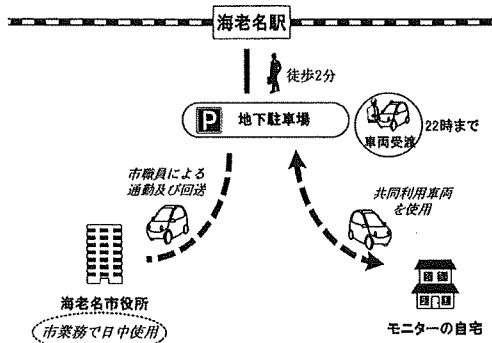 海老名駅
徒歩2分
P 地下駐車場
車両受渡
22時まで
市職員による
通勤及び回送
共同利用車両
を使用
海老名市役所
市業務で日中使用
モニターの自宅